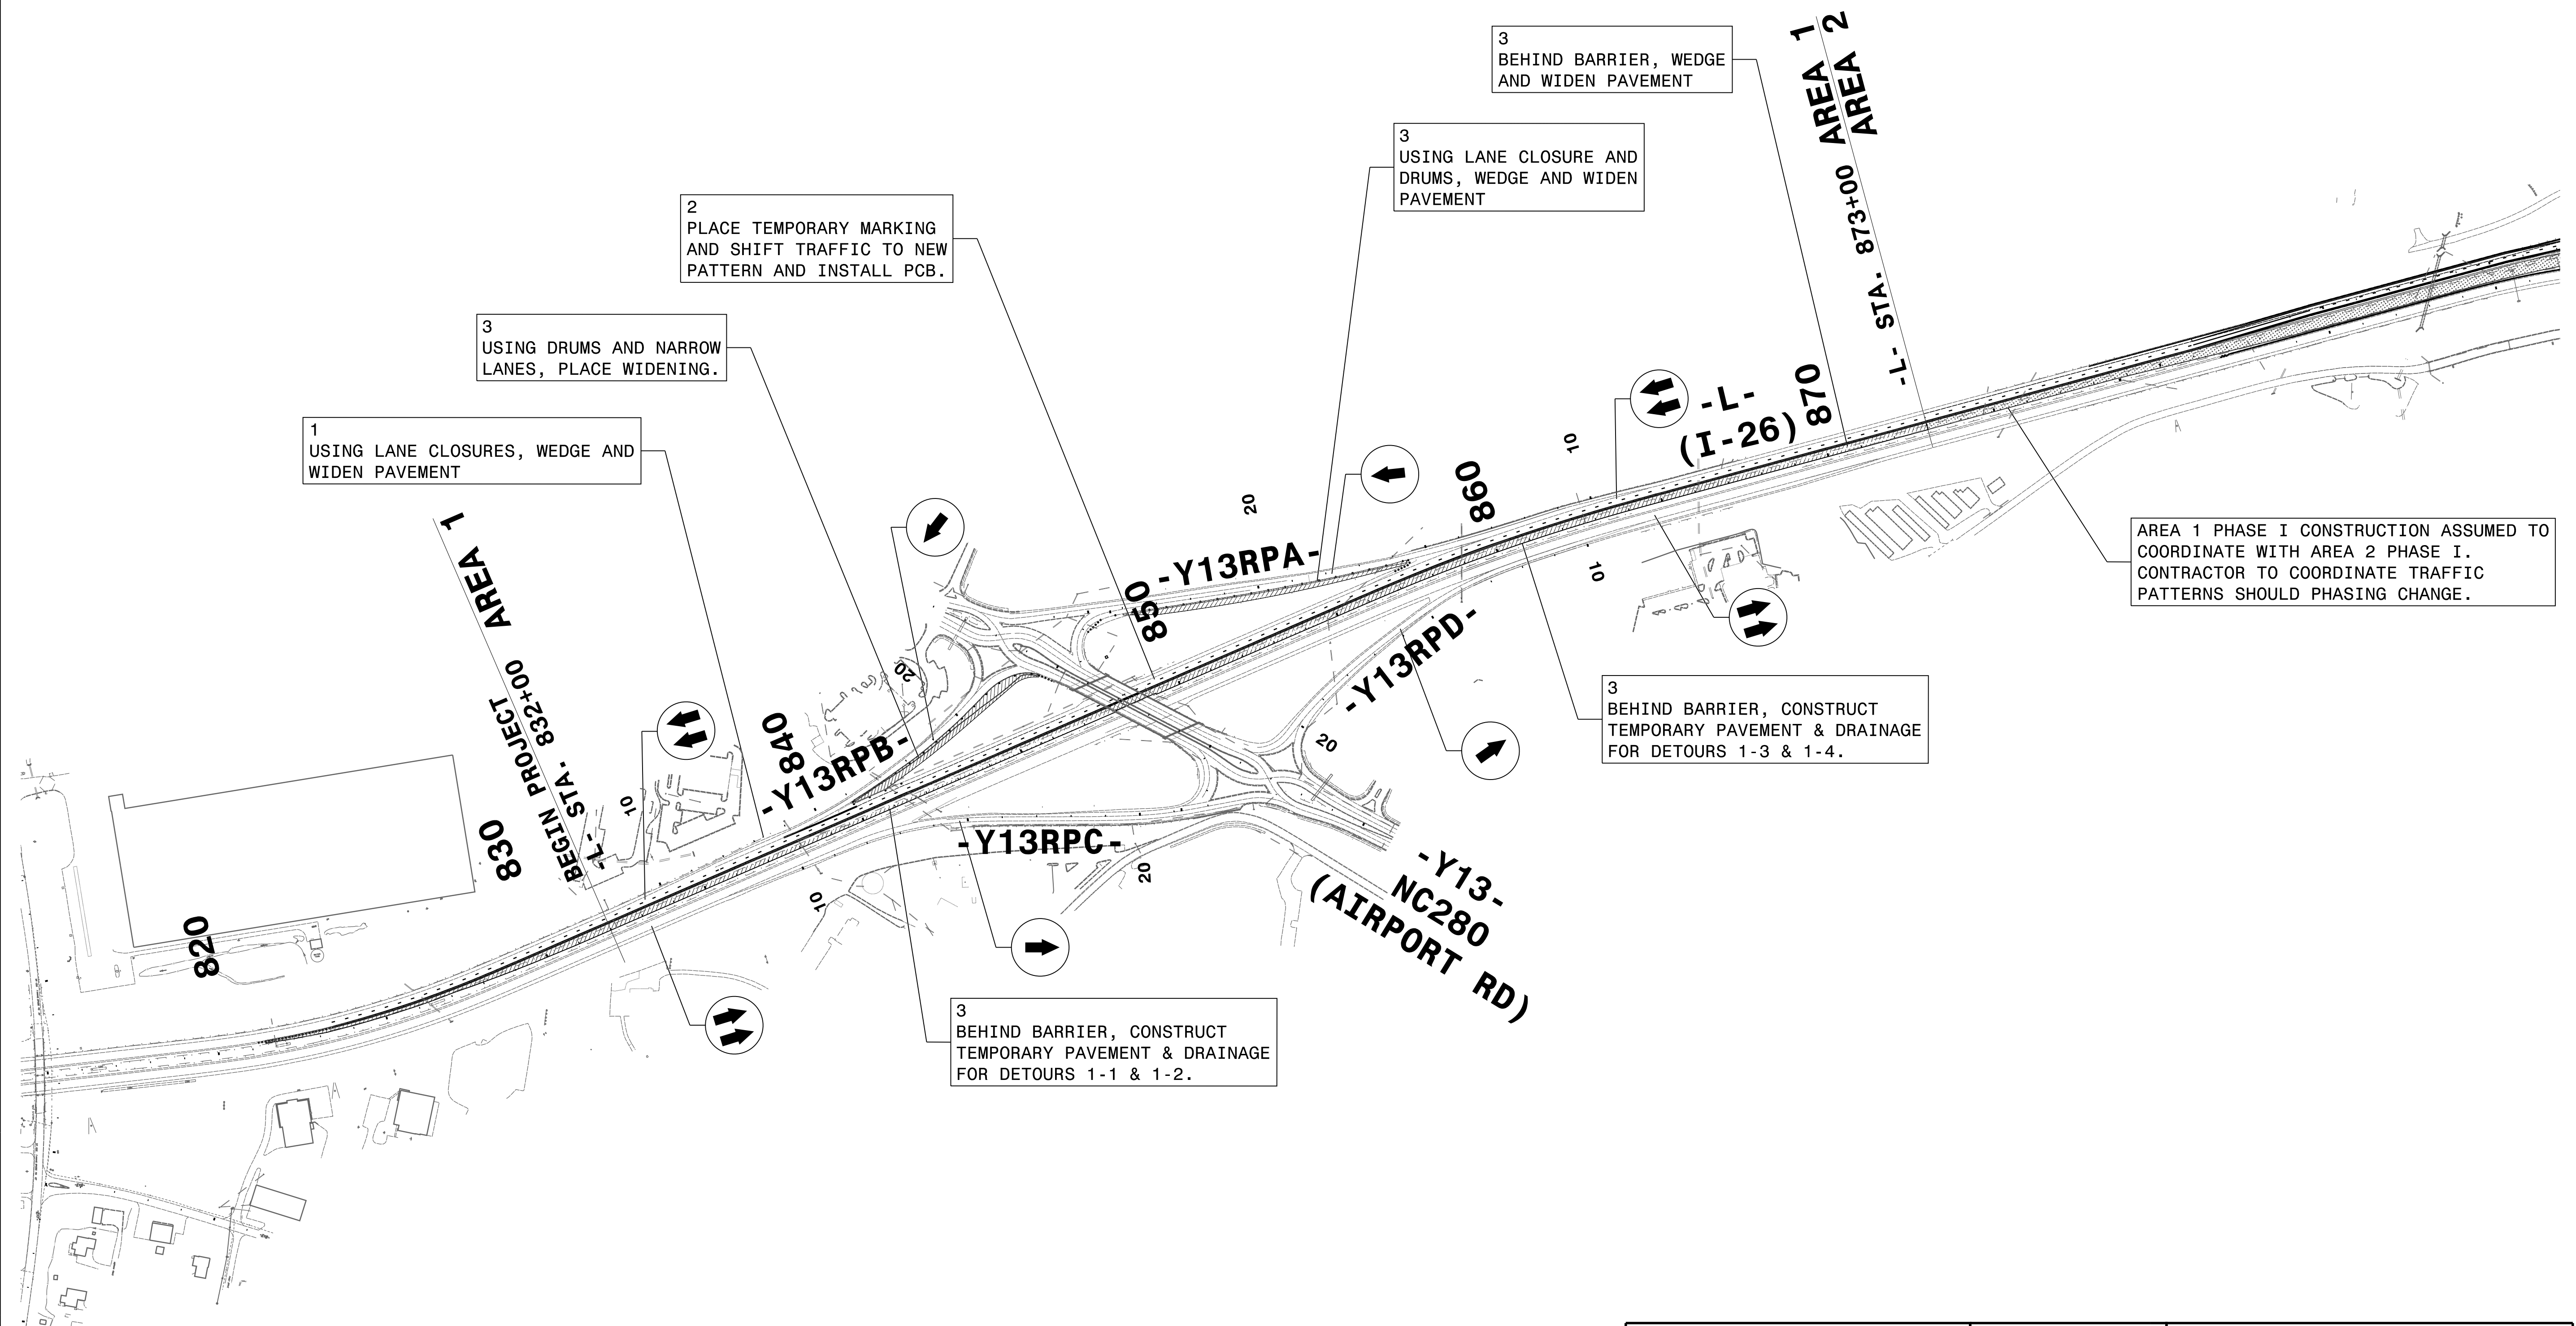 3
BEHIND BARRIER, WEDGE
AND WIDEN PAVEMENT
AREA 1
AREA 2
-L- STA. 873+00
3
USING LANE CLOSURE AND
DRUMS, WEDGE AND WIDEN
PAVEMENT
2
PLACE TEMPORARY MARKING
AND SHIFT TRAFFIC TO NEW
PATTERN AND INSTALL PCB.
3
USING DRUMS AND NARROW
LANES, PLACE WIDENING.
1
USING LANE CLOSURES, WEDGE AND
WIDEN PAVEMENT
AREA 1
BEGIN PROJECT
-L- STA. 832+00
820
830
840
850
860
870
10
20
10
20
10
20
10
20
-L-
(I-26)
-Y13RPA-
-Y13RPB-
-Y13RPC-
-Y13RPD-
-Y13-
NC280
(AIRPORT RD)
AREA 1 PHASE I CONSTRUCTION ASSUMED TO
COORDINATE WITH AREA 2 PHASE I.
CONTRACTOR TO COORDINATE TRAFFIC
PATTERNS SHOULD PHASING CHANGE.
3
BEHIND BARRIER, CONSTRUCT
TEMPORARY PAVEMENT & DRAINAGE
FOR DETOURS 1-3 & 1-4.
3
BEHIND BARRIER, CONSTRUCT
TEMPORARY PAVEMENT & DRAINAGE
FOR DETOURS 1-1 & 1-2.